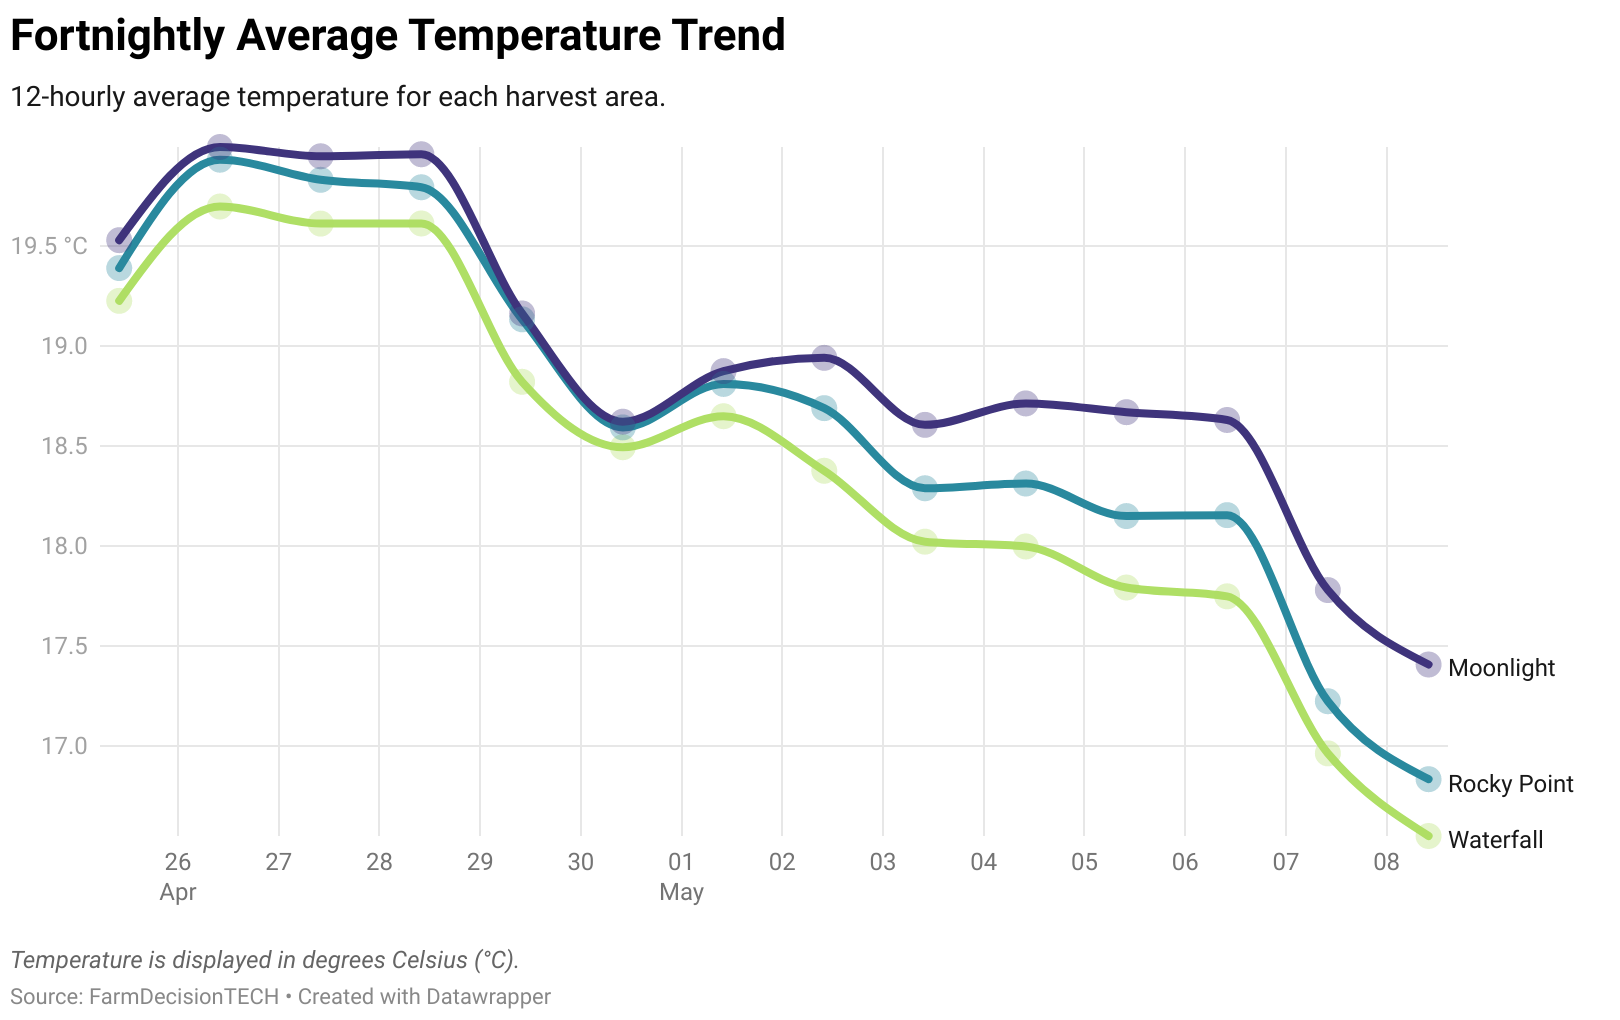 Fortnightly Average Temperature Trend
12-hourly average temperature for each harvest area.
19.5 °C
19.0
18.5
18.0
17.5
17.0
Moonlight
Rocky Point
Waterfall
26 27 28 29 30 01 02 03 04 05 06 07 08
Apr May
Temperature is displayed in degrees Celsius (°C).
Source: FarmDecisionTECH • Created with Datawrapper